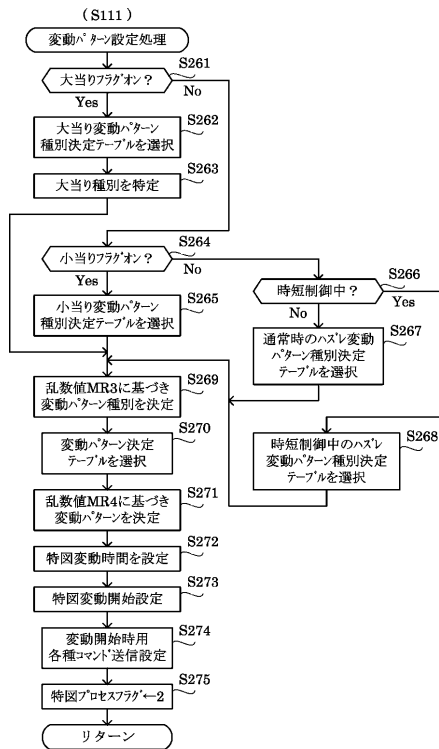 (S111)
変動パターン設定処理
S261
大当りフラグオン?
No
Yes
S262
大当り変動パターン
種別決定テーブルを選択
S263
大当り種別を特定
S264
小当りフラグオン?
No
Yes
S266
時短制御中?
Yes
No
S265
小当り変動パターン
種別決定テーブルを選択
S267
通常時のハズレ変動
パターン種別決定
テーブルを選択
S269
乱数値MR3に基づき
変動パターン種別を決定
S268
時短制御中のハズレ
変動パターン種別決定
テーブルを選択
S270
変動パターン決定
テーブルを選択
S271
乱数値MR4に基づき
変動パターンを決定
S272
特図変動時間を設定
S273
特図変動開始設定
S274
変動開始時用
各種コマンド送信設定
S275
特図プロセスフラグ←2
リターン